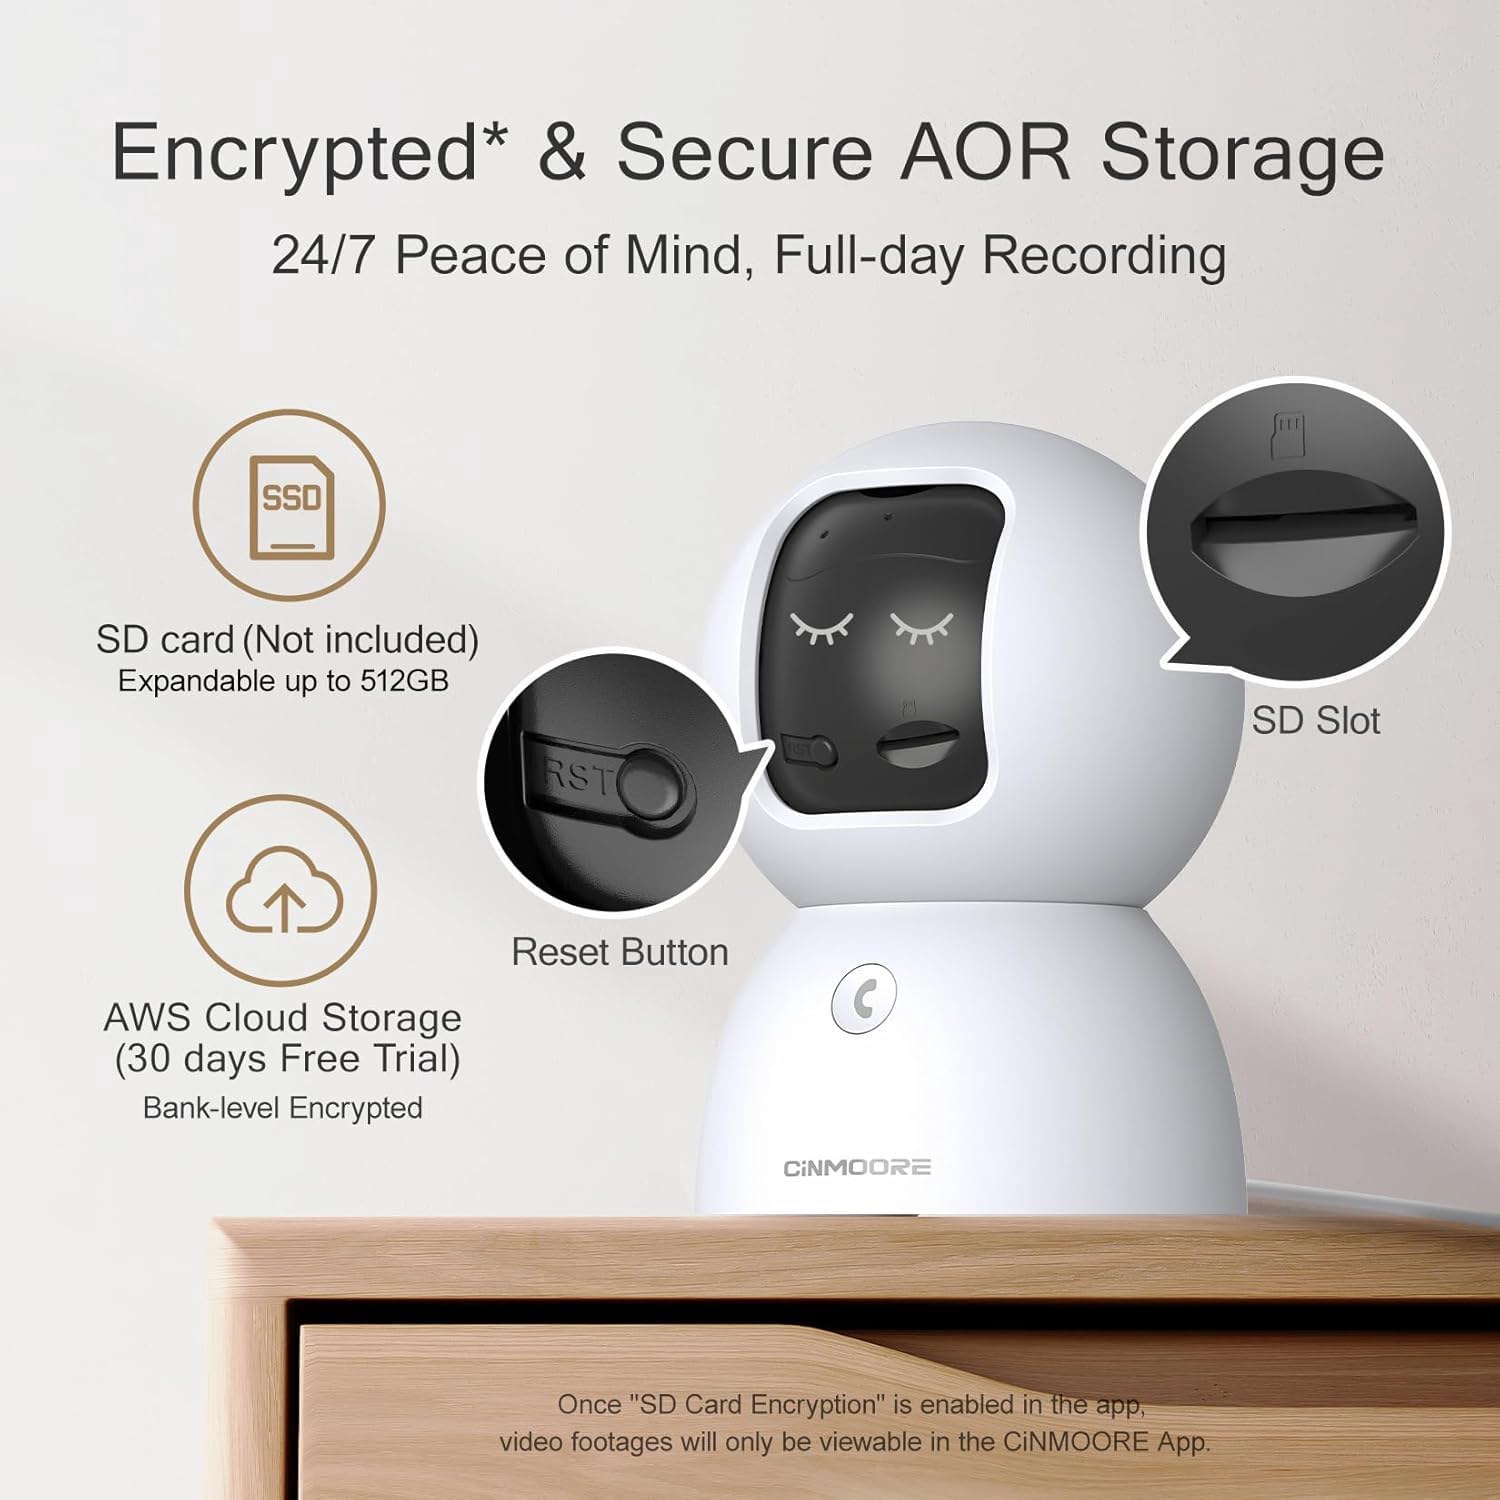 Encrypted* & Secure AOR Storage
24/7 Peace of Mind, Full-day Recording
SSD
SD card (Not included)
Expandable up to 512GB
SD Slot
RST
RST
Reset Button
AWS Cloud Storage
(30 days Free Trial)
Bank-level Encrypted
CiNMOORE
Once "SD Card Encryption" is enabled in the app,
video footages will only be viewable in the CiNMOORE App.